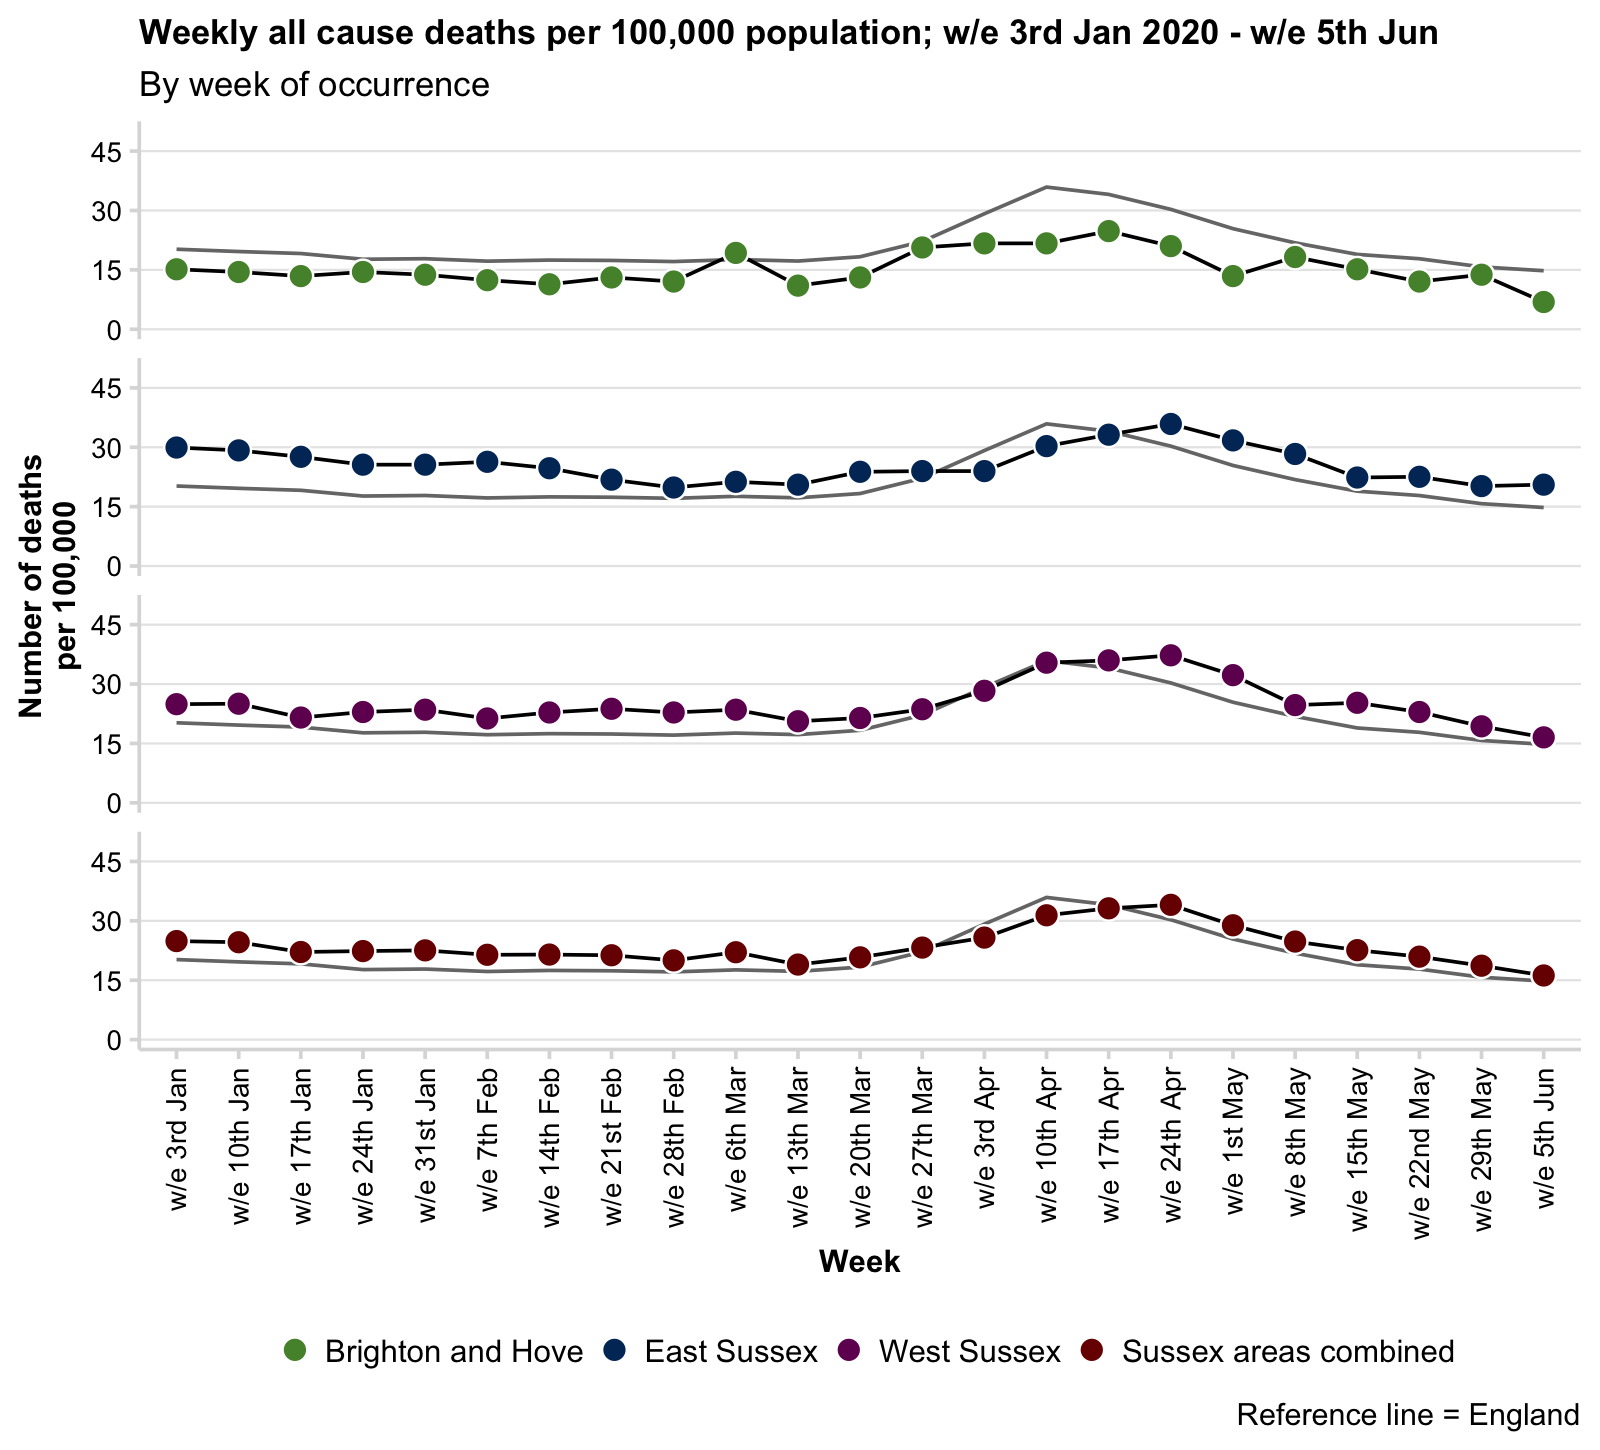 Weekly all cause deaths per 100,000 population; w/e 3rd Jan 2020 - w/e 5th Jun
By week of occurrence
Number of deaths
per 100,000
45
30
15
0
45
30
15
0
45
30
15
0
45
30
15
0
w/e 3rd Jan
w/e 10th Jan
w/e 17th Jan
w/e 24th Jan
w/e 31st Jan
w/e 7th Feb
w/e 14th Feb
w/e 21st Feb
w/e 28th Feb
w/e 6th Mar
w/e 13th Mar
w/e 20th Mar
w/e 27th Mar
w/e 3rd Apr
w/e 10th Apr
w/e 17th Apr
w/e 24th Apr
w/e 1st May
w/e 8th May
w/e 15th May
w/e 22nd May
w/e 29th May
w/e 5th Jun
Week
Brighton and Hove
East Sussex
West Sussex
Sussex areas combined
Reference line = England